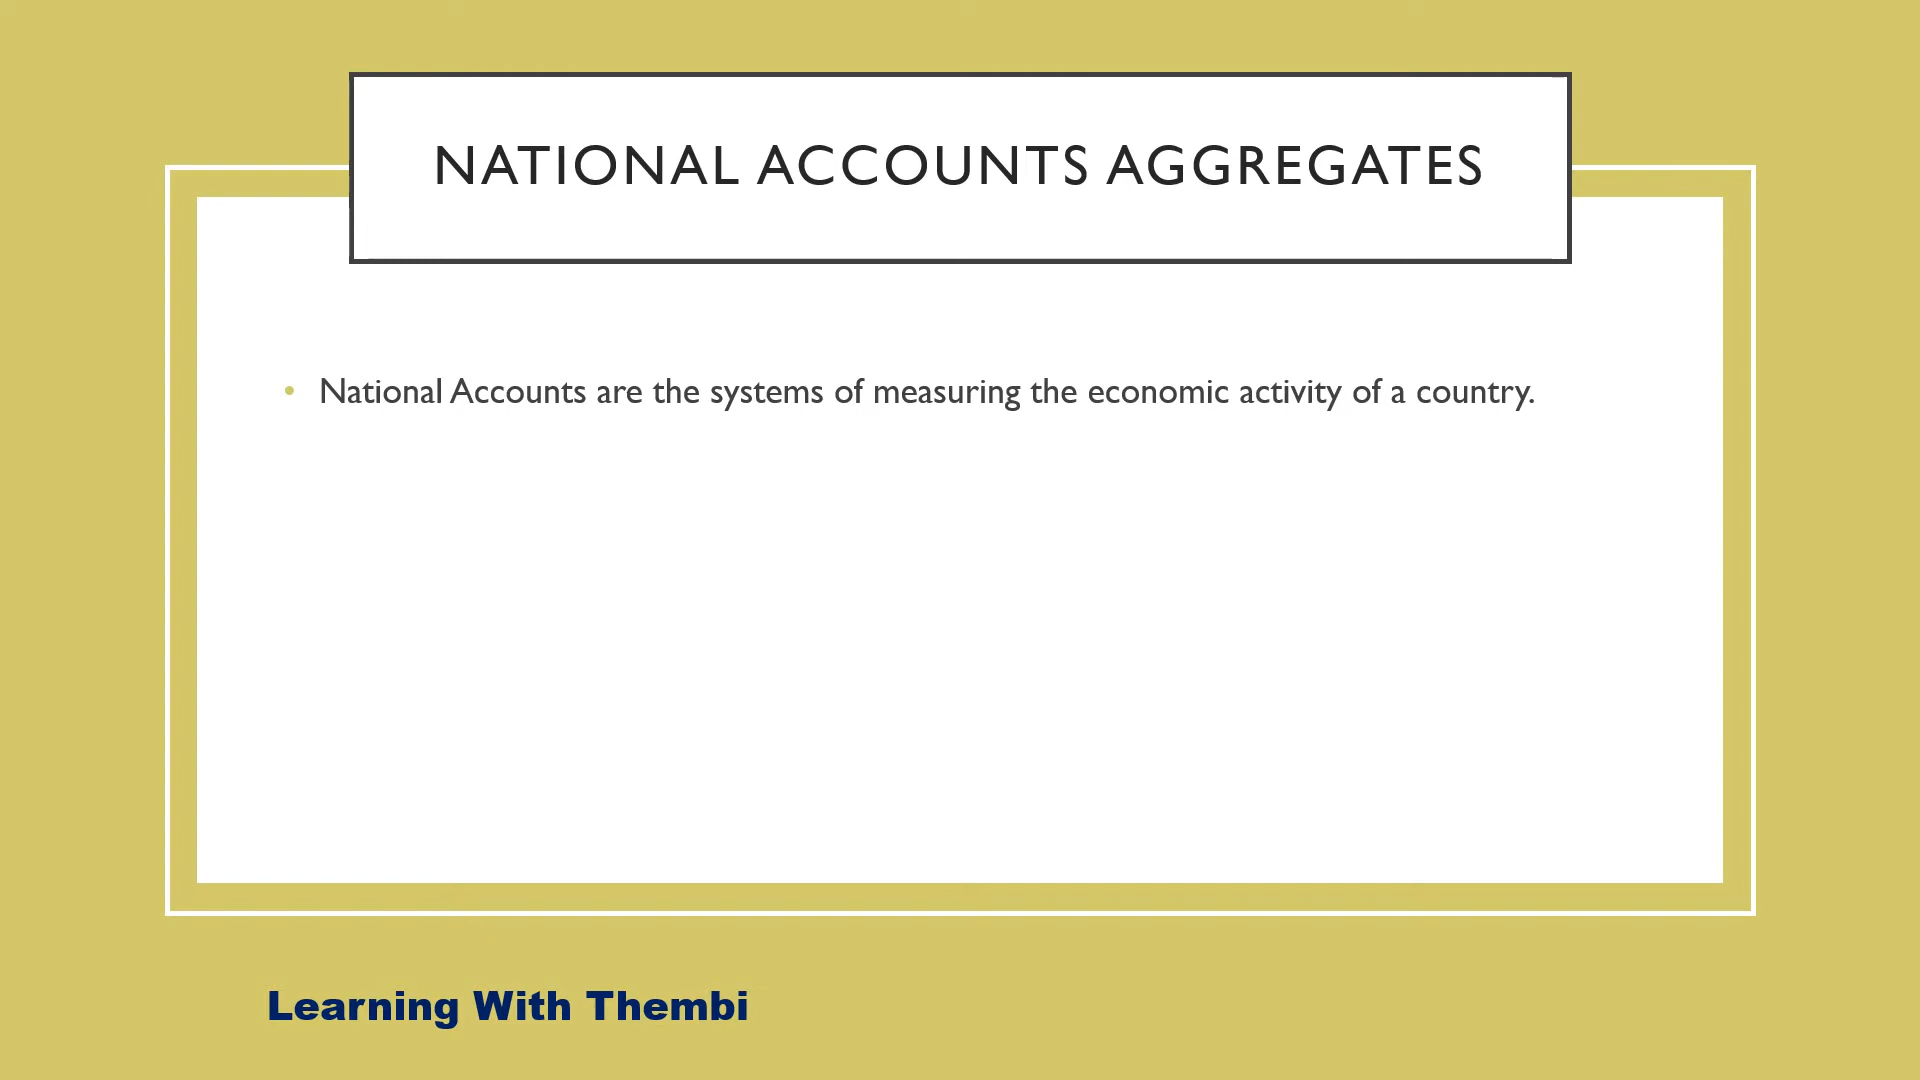 NATIONAL ACCOUNTS AGGREGATES
• National Accounts are the systems of measuring the economic activity of a country.
Learning With Thembi